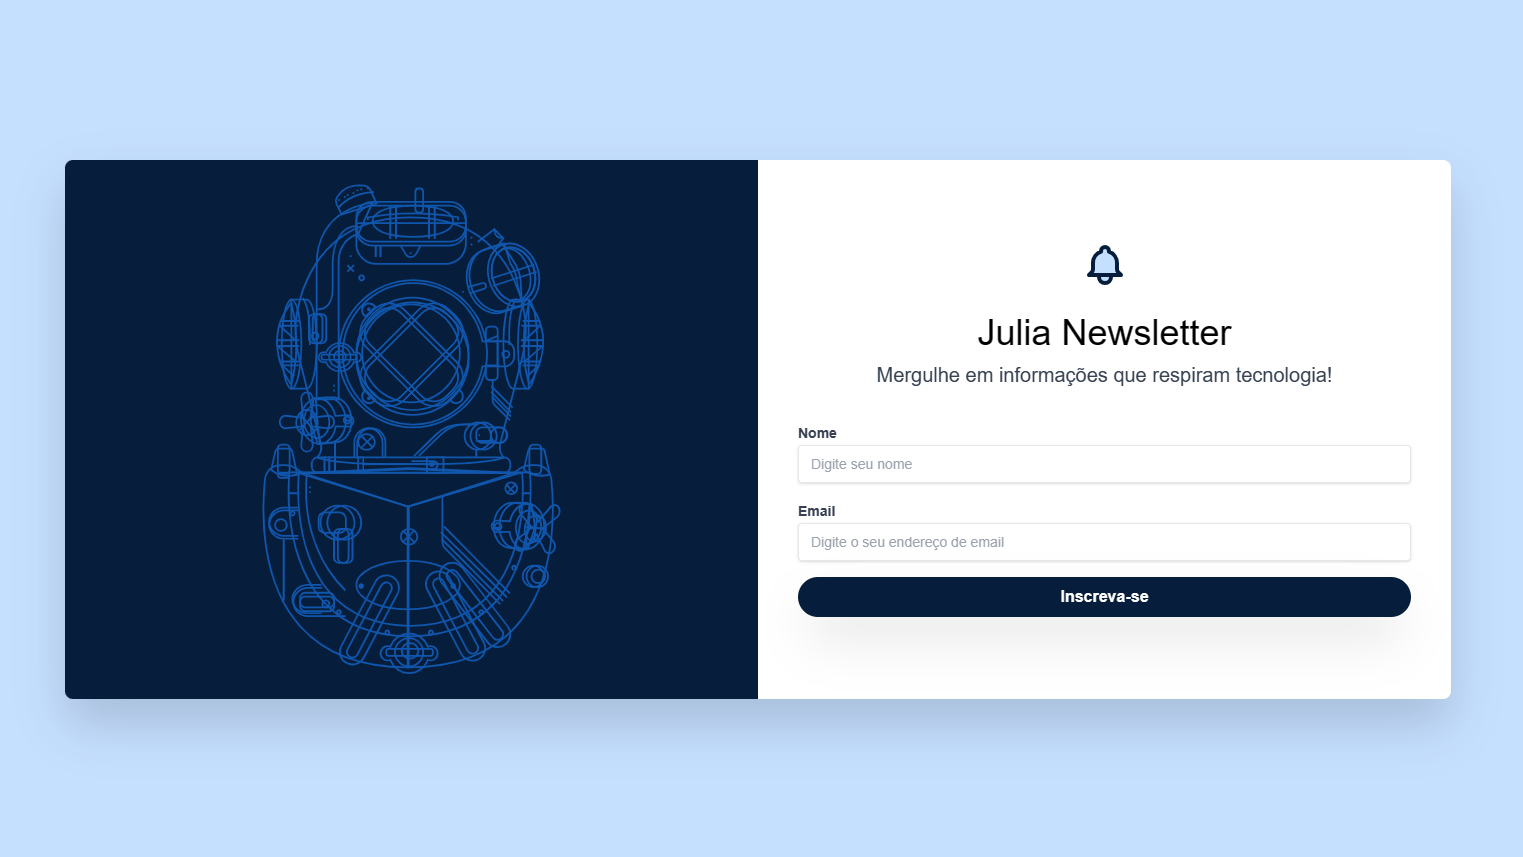 Julia Newsletter
Mergulhe em informações que respiram tecnologia!
Nome
Digite seu nome
Email
Digite o seu endereço de email
Inscreva-se